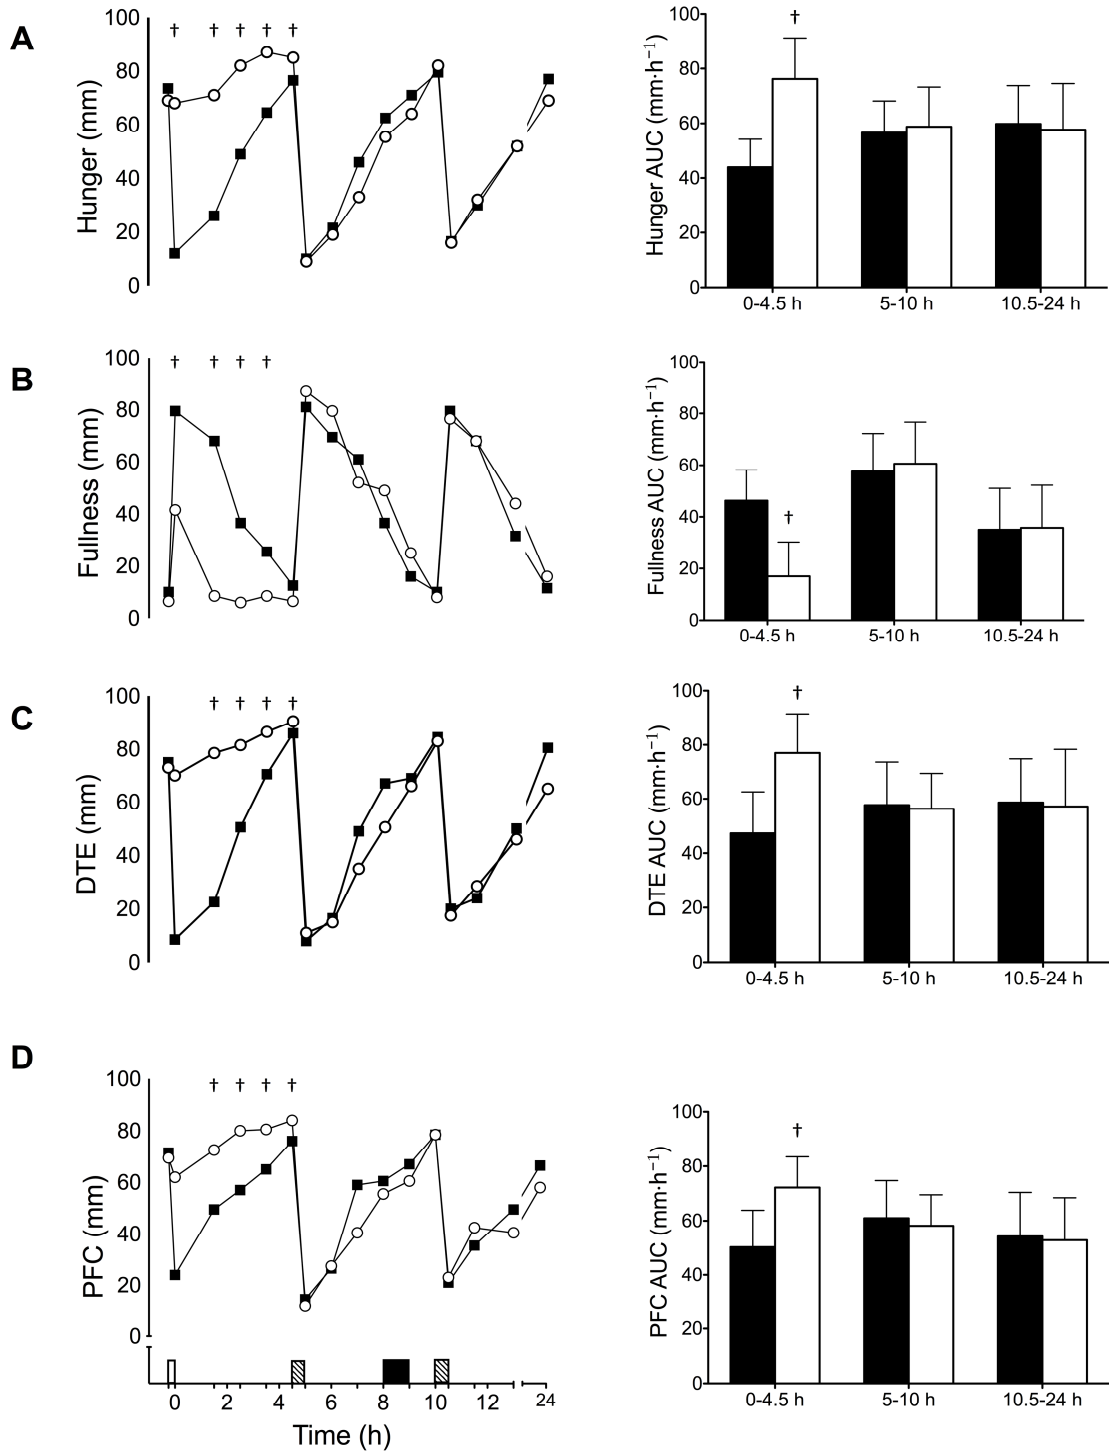 A
Hunger (mm)
100
80
60
40
20
0
† † † † †
Hunger AUC (mm·h⁻¹)
100
80
60
40
20
0
†
0-4.5 h 5-10 h 10.5-24 h
B
Fullness (mm)
100
80
60
40
20
0
† † † †
Fullness AUC (mm·h⁻¹)
100
80
60
40
20
0
†
0-4.5 h 5-10 h 10.5-24 h
C
DTE (mm)
100
80
60
40
20
0
† † † †
DTE AUC (mm·h⁻¹)
100
80
60
40
20
0
†
0-4.5 h 5-10 h 10.5-24 h
D
PFC (mm)
100
80
60
40
20
0
† † † †
0 2 4 6 8 10 12 24
Time (h)
PFC AUC (mm·h⁻¹)
100
80
60
40
20
0
†
0-4.5 h 5-10 h 10.5-24 h